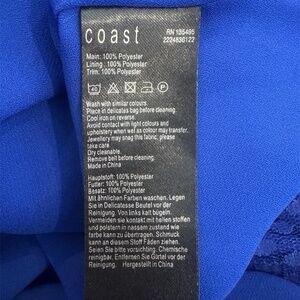 coast
RN 135495
2224836122
Main: 100% Polyester
Lining: 100% Polyester
Trim: 100% Polyester
40
Wash with similar colours.
Place in delicates bag before cleaning.
Cool iron on reverse.
Avoid contact with light colours and
upholstery when wet as colour may transfer.
Jewellery may snag this fabric, please
take care.
Dry cleanable.
Remove belt before cleaning.
Made in China
Hauptstoff: 100% Polyester
Futter: 100% Polyester
Besatz: 100% Polyester
Mit ähnlichen Farben waschen. Legen
Sie in Delicatesse Beutel vor der
Reinigung. Von links kalt bügeln.
Vermeiden sie kontakt mit hellen farben und
polstern in nassem zustand wie
farbe kann zu übertragen. Schmuck
kann an diesem Stoff Fäden ziehen.
Seien Sie vorsichtig. Chemische
reinigbar. Entfernen Sie Gürtel vor der
Reinigung. Hergestellt in China